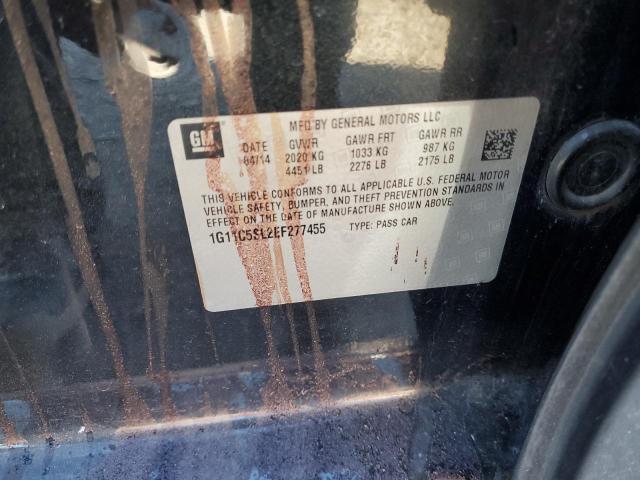 GM
MFD BY GENERAL MOTORS LLC
DATE GVWR GAWR FRT GAWR RR
04/14 2020 KG 1033 KG 987 KG
4451 LB 2276 LB 2175 LB
THIS VEHICLE CONFORMS TO ALL APPLICABLE U.S. FEDERAL MOTOR
VEHICLE SAFETY, BUMPER, AND THEFT PREVENTION STANDARDS IN
EFFECT ON THE DATE OF MANUFACTURE SHOWN ABOVE.
1G11C5SL2EF277455 TYPE: PASS CAR